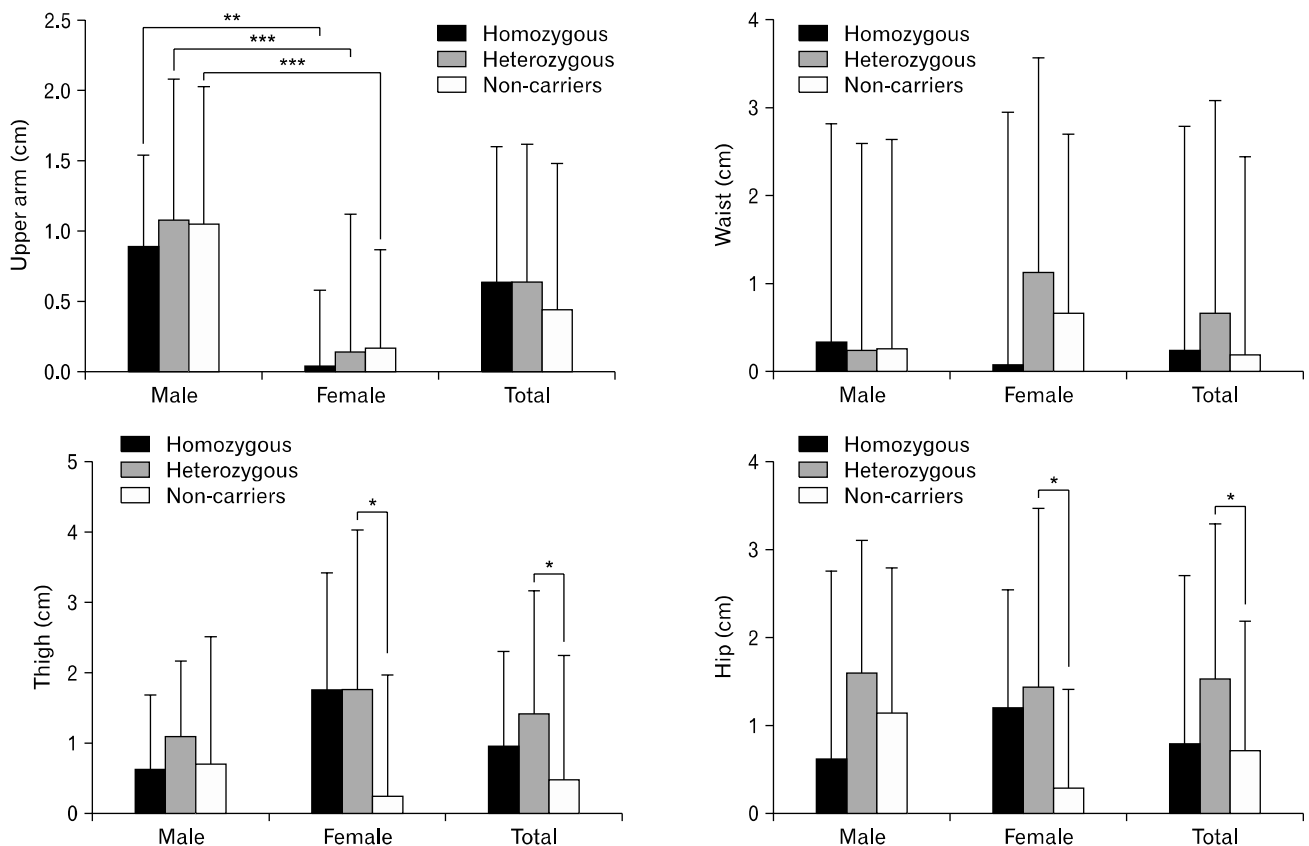 2.5
2.0
1.5
1.0
0.5
0.0
Upper arm (cm)
**
***
***
Homozygous
Heterozygous
Non-carriers
Male Female Total
4
3
2
1
0
Waist (cm)
Homozygous
Heterozygous
Non-carriers
Male Female Total
Homozygous
Heterozygous
Non-carriers
5
4
3
2
1
0
Thigh (cm)
*
*
Male Female Total
Homozygous
Heterozygous
Non-carriers
4
3
2
1
0
Hip (cm)
*
*
Male Female Total